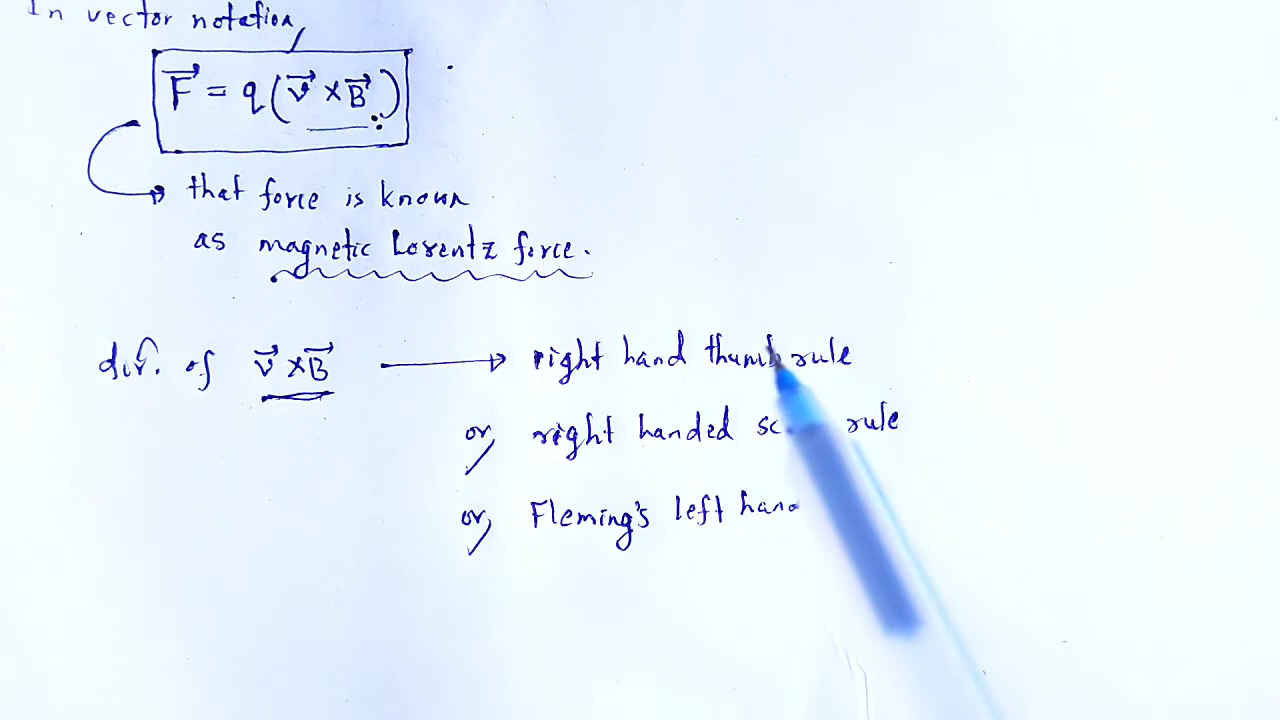 In vector notation,
F⃗ = q(v⃗ × B⃗)
that force is known
as magnetic Lorentz force.
dir. of v⃗ × B⃗ → right hand thumb rule
or, right handed rule
or, Fleming's left hand